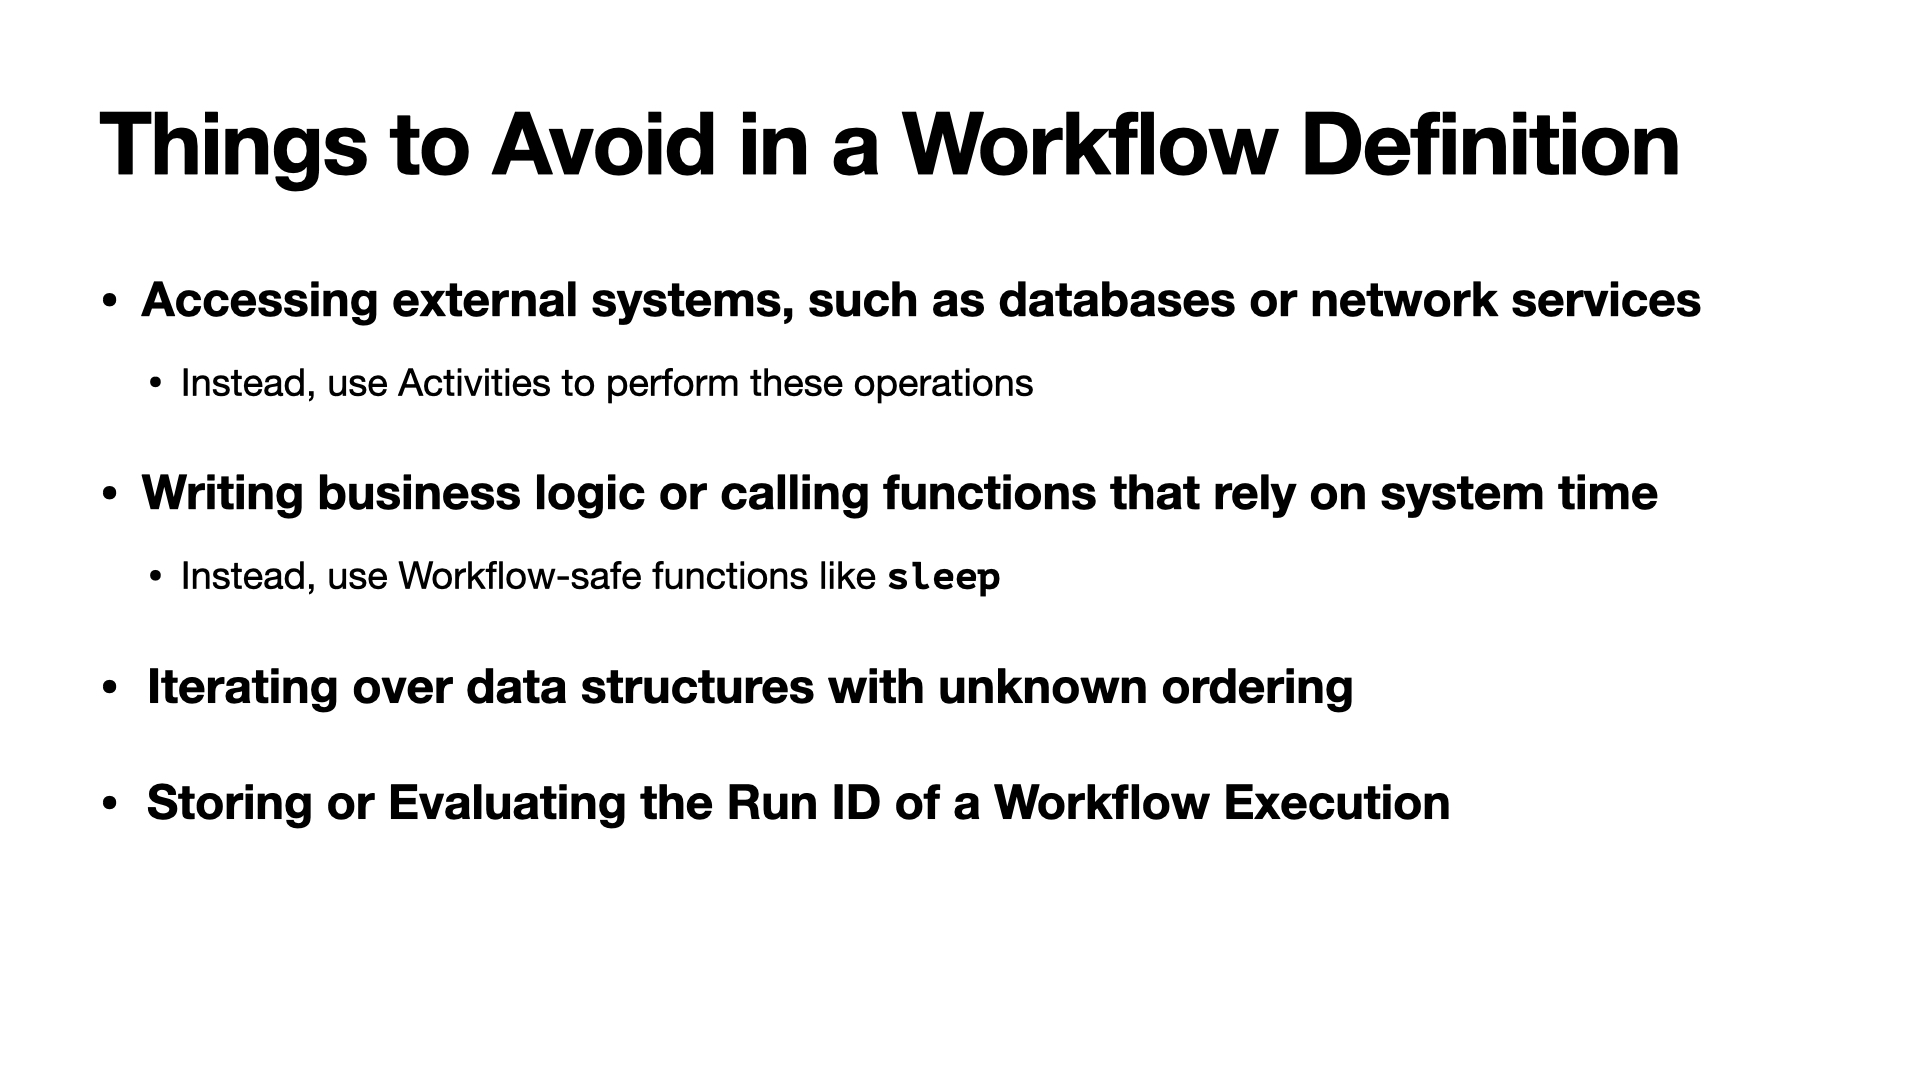 Things to Avoid in a Workflow Definition
• Accessing external systems, such as databases or network services
• Instead, use Activities to perform these operations
• Writing business logic or calling functions that rely on system time
• Instead, use Workflow-safe functions like sleep
• Iterating over data structures with unknown ordering
• Storing or Evaluating the Run ID of a Workflow Execution